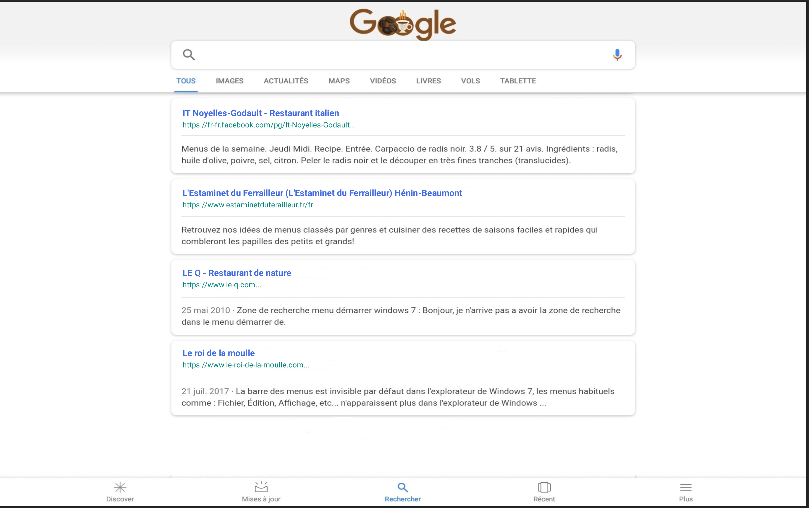 Google
TOUS IMAGES ACTUALITÉS MAPS VIDÉOS LIVRES VOLS TABLETTE
IT Noyelles-Godault - Restaurant italien
https://fr-fr.facebook.com/pg/It-Noyelles-Godault...
Menus de la semaine. Jeudi Midi. Recipe. Entrée. Carpaccio de radis noir. 3.8 / 5. sur 21 avis. Ingrédients : radis,
huile d'olive, poivre, sel, citron. Peler le radis noir et le découper en très fines tranches (translucides).
L'Estaminet du Ferrailleur (L'Estaminet du Ferrailleur) Hénin-Beaumont
https://www.estaminetduferailleur.fr/fr
Retrouvez nos idées de menus classés par genres et cuisiner des recettes de saisons faciles et rapides qui
combleront les papilles des petits et grands!
LE Q - Restaurant de nature
https://www.le-q.com...
25 mai 2010 · Zone de recherche menu démarrer windows 7 : Bonjour, je n'arrive pas a avoir la zone de recherche
dans le menu démarrer de.
Le roi de la moulle
https://www.le-roi-de-la-moulle.com...
21 juil. 2017 · La barre des menus est invisible par défaut dans l'explorateur de Windows 7, les menus habituels
comme : Fichier, Édition, Affichage, etc... n'apparaissent plus dans l'explorateur de Windows ...
Discover Mises à jour Rechercher Récent Plus